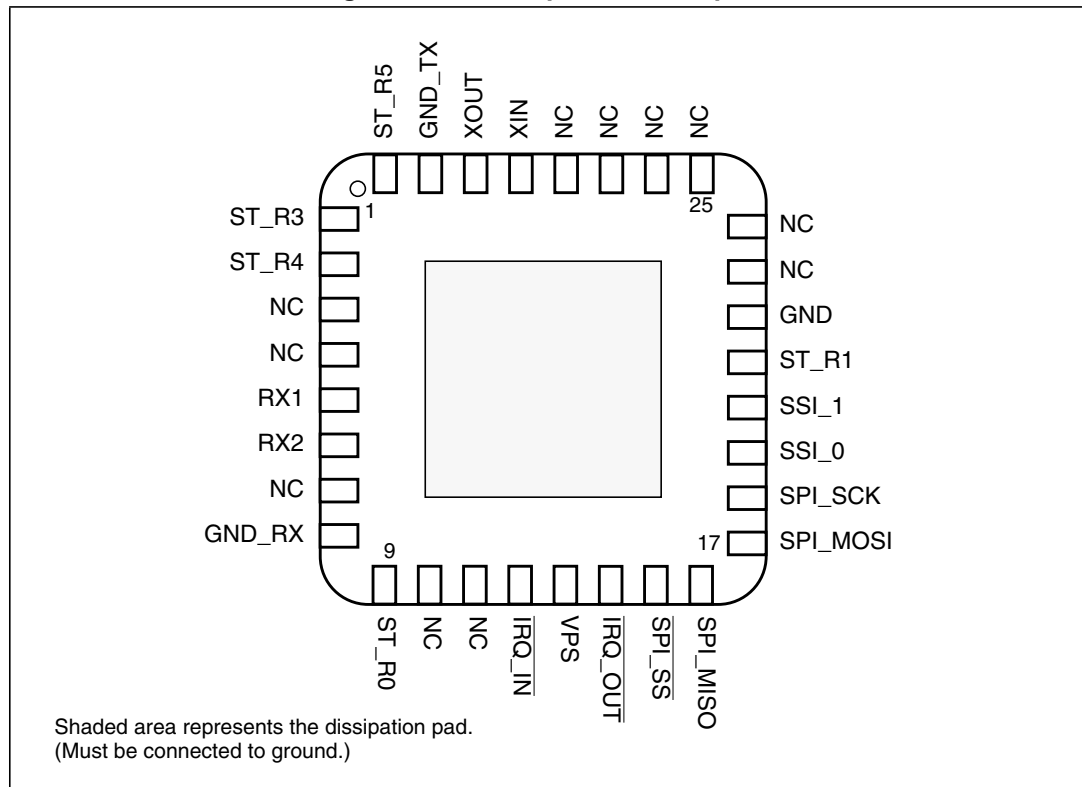 ST_R5
GND_TX
XOUT
XIN
NC
NC
NC
NC
1
25
ST_R3
ST_R4
NC
NC
RX1
RX2
NC
GND_RX
NC
NC
GND
ST_R1
SSI_1
SSI_0
SPI_SCK
SPI_MOSI
9
17
ST_R0
NC
NC
IRQ_IN
VPS
IRQ_OUT
SPI_SS
SPI_MISO
Shaded area represents the dissipation pad.
(Must be connected to ground.)